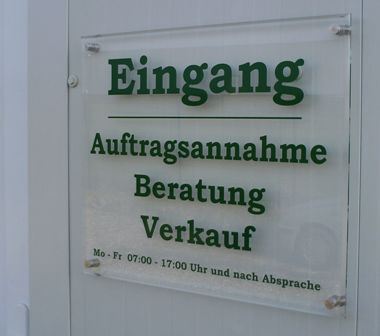 Eingang
Auftragsannahme
Beratung
Verkauf
Mo - Fr 07:00 - 17:00 Uhr und nach Absprache